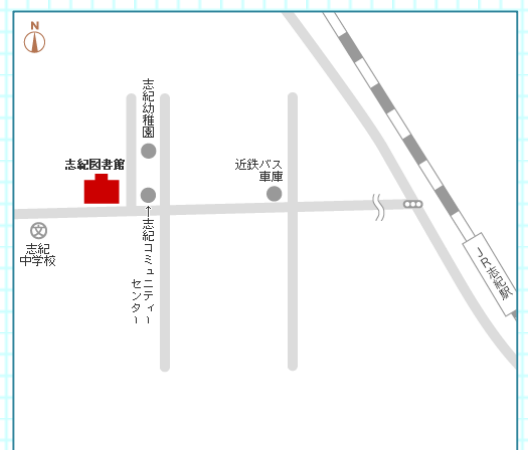 N
志紀幼稚園
志紀図書館
近鉄バス
車庫
←志紀コミュニティー
センター
文
志紀
中学校
JR志紀駅